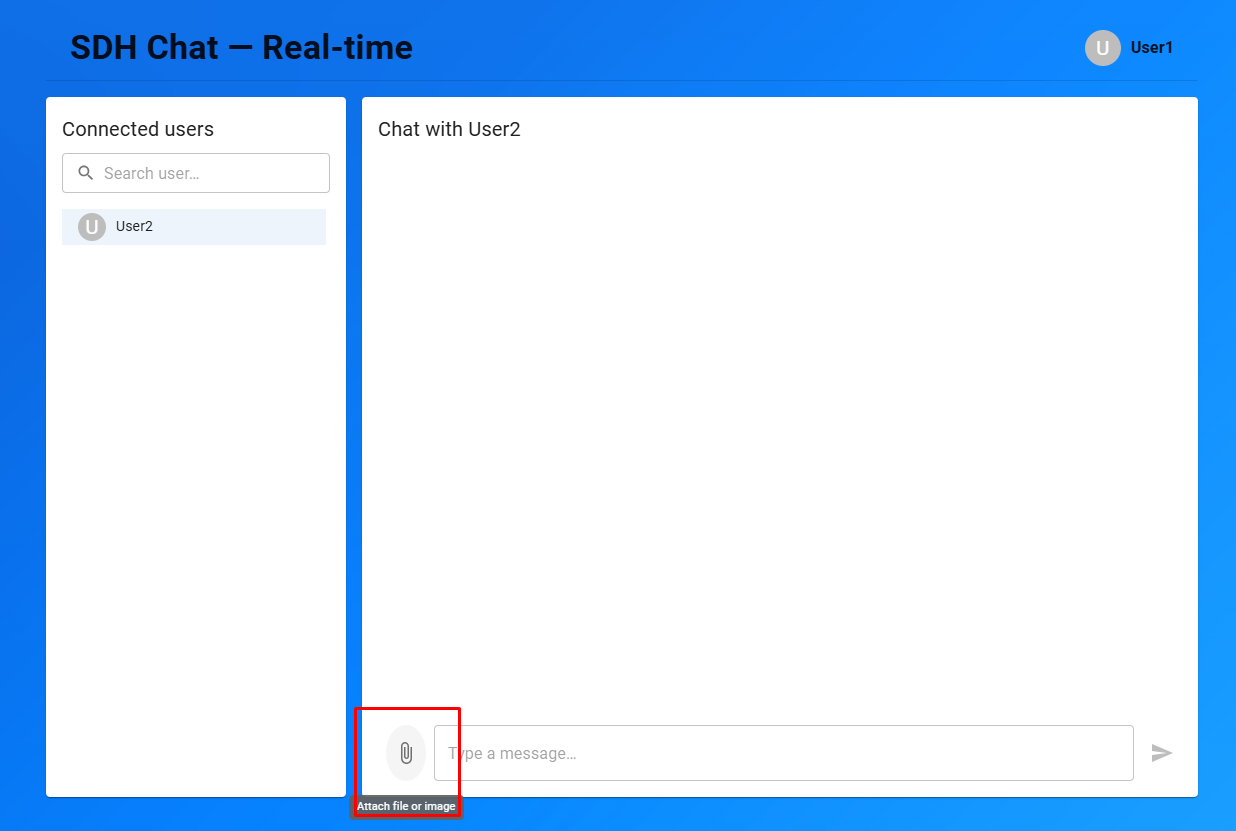 SDH Chat — Real-time
U
User1
Connected users
Search user...
U
User2
Chat with User2
Type a message...
Attach file or image